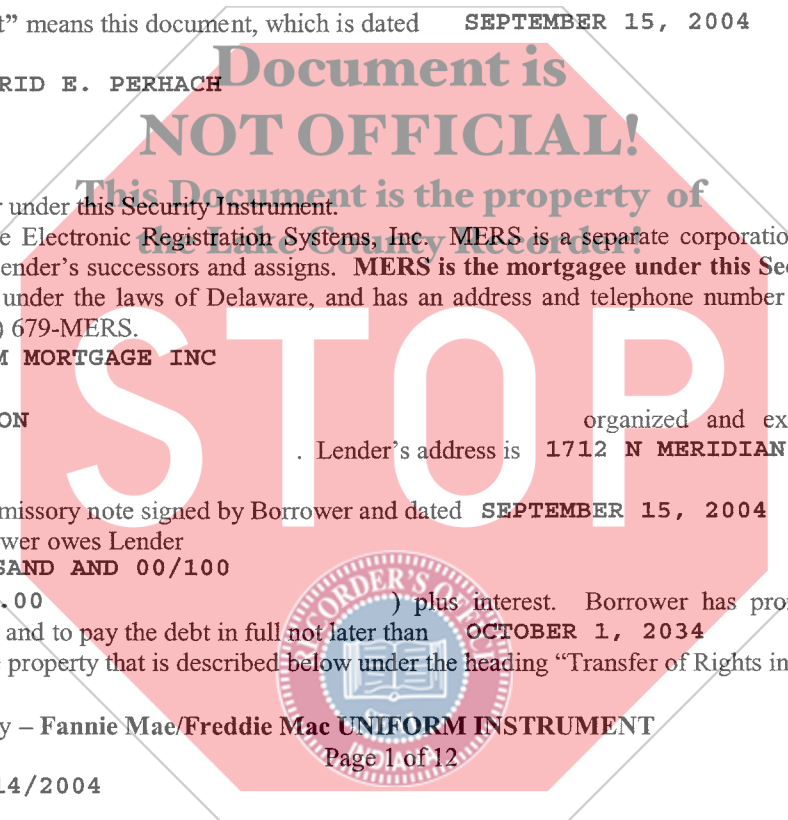 t” means this document, which is dated SEPTEMBER 15, 2004
Document is
RID E. PERHACH
NOT OFFICIAL!
This Document is the property of
r under this Security Instrument.
the Lake County Recorder!
e Electronic Registration Systems, Inc. MERS is a separate corporatio
ender’s successors and assigns. MERS is the mortgagee under this Sec
under the laws of Delaware, and has an address and telephone number
) 679-MERS.
M MORTGAGE INC
STOP
ON organized and ex
. Lender’s address is 1712 N MERIDIAN
missory note signed by Borrower and dated SEPTEMBER 15, 2004
wer owes Lender
SAND AND 00/100
.00 ) plus interest. Borrower has pro
and to pay the debt in full not later than OCTOBER 1, 2034
e property that is described below under the heading “Transfer of Rights in
RECORDER'S OFFICE
SEAL
INDIANA
y – Fannie Mae/Freddie Mac UNIFORM INSTRUMENT
Page 1 of 12
14/2004